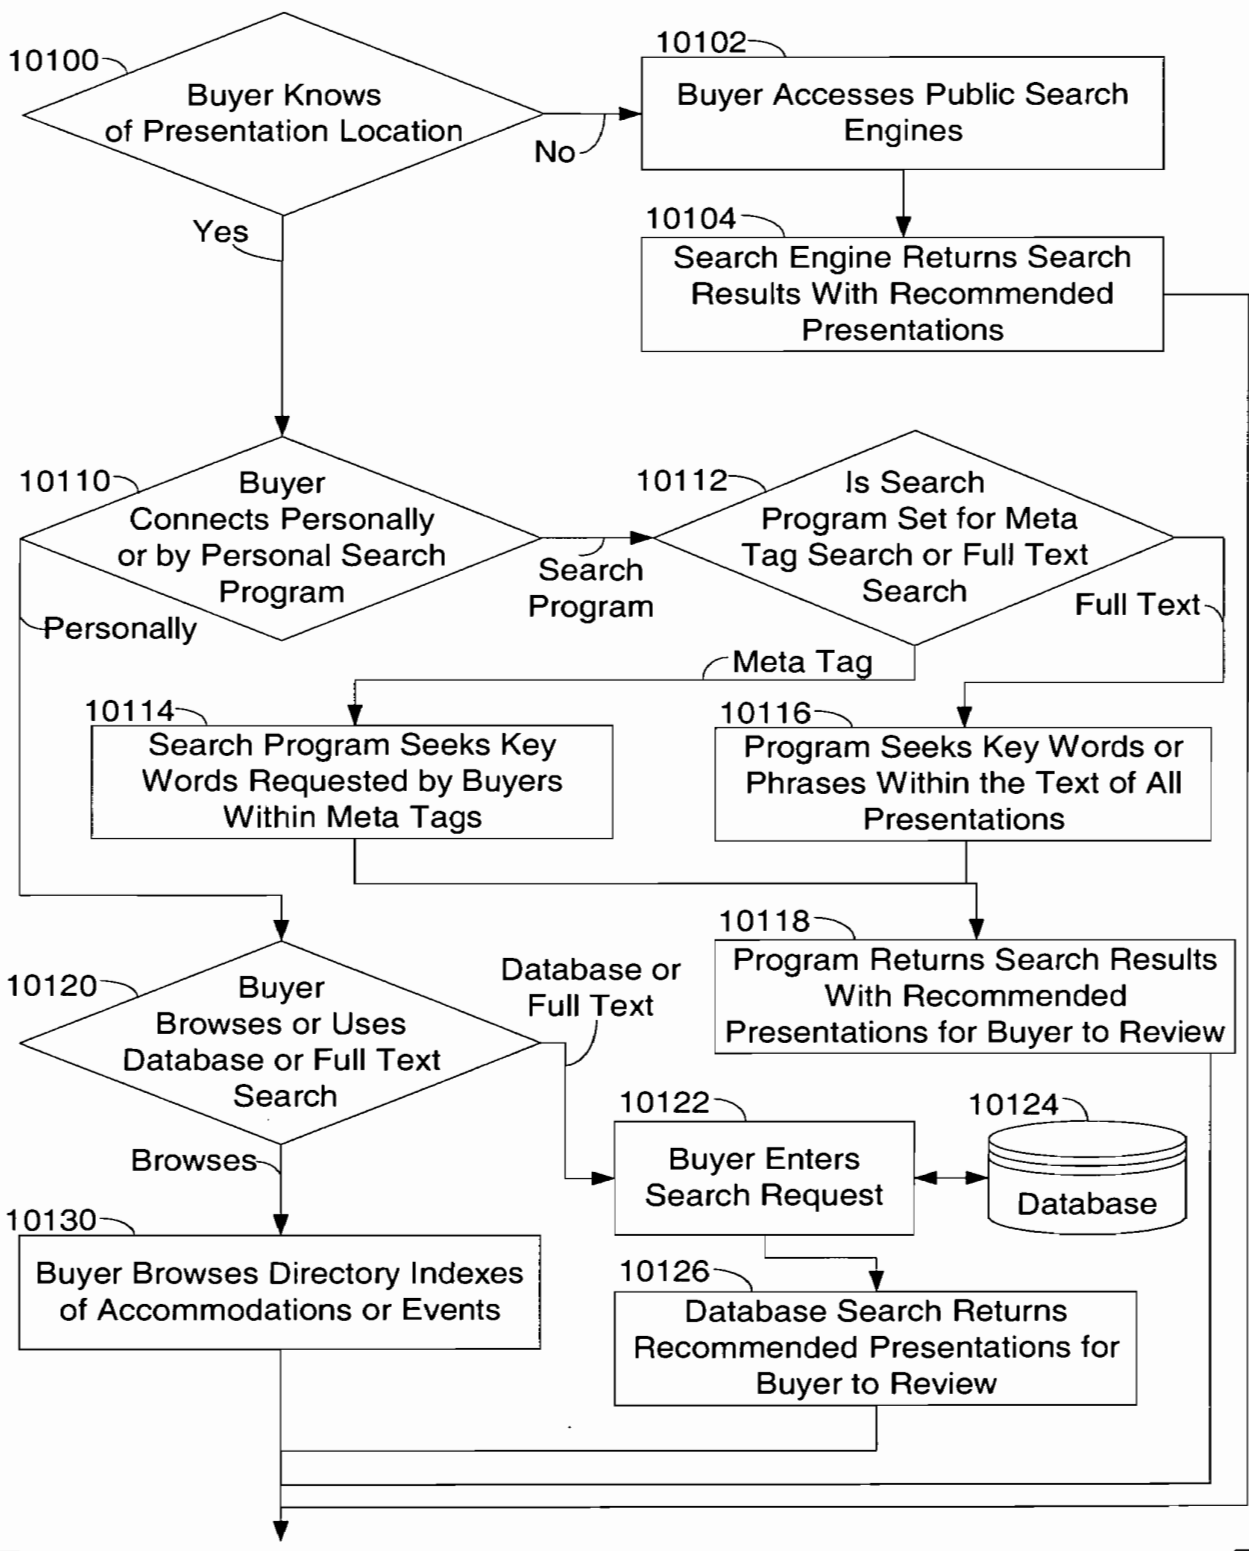 10100
Buyer Knows
of Presentation Location
No
Yes
10102
Buyer Accesses Public Search
Engines
10104
Search Engine Returns Search
Results With Recommended
Presentations
10110
Buyer
Connects Personally
or by Personal Search
Program
Search
Program
Personally
10112
Is Search
Program Set for Meta
Tag Search or Full Text
Search
Full Text
Meta Tag
10114
Search Program Seeks Key
Words Requested by Buyers
Within Meta Tags
10116
Program Seeks Key Words or
Phrases Within the Text of All
Presentations
10118
Program Returns Search Results
With Recommended
Presentations for Buyer to Review
10120
Buyer
Browses or Uses
Database or Full Text
Search
Database or
Full Text
Browses
10122
Buyer Enters
Search Request
10124
Database
10130
Buyer Browses Directory Indexes
of Accommodations or Events
10126
Database Search Returns
Recommended Presentations for
Buyer to Review